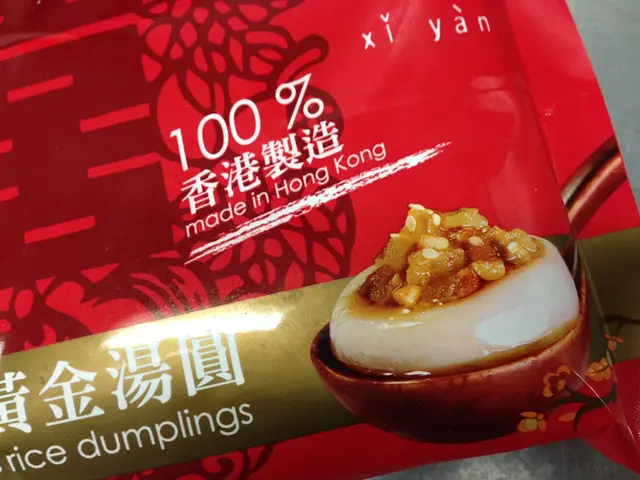 xǐ yàn
100%
香港製造
made in Hong Kong
黃金湯圓
rice dumplings